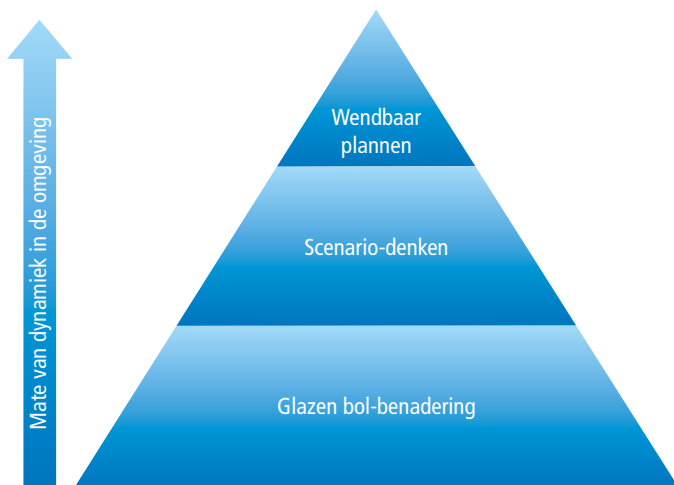 Mate van dynamiek in de omgeving
Wendbaar
plannen
Scenario-denken
Glazen bol-benadering